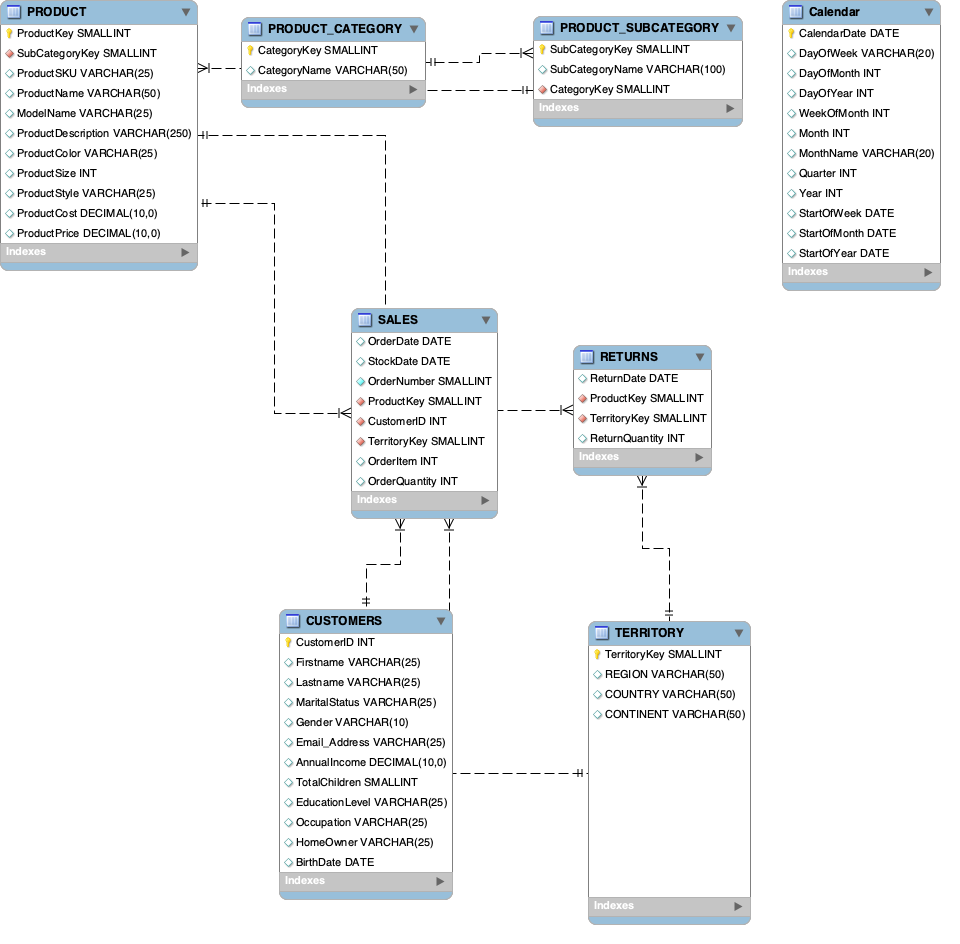 PRODUCT
ProductKey SMALLINT
SubCategoryKey SMALLINT
ProductSKU VARCHAR(25)
ProductName VARCHAR(50)
ModelName VARCHAR(25)
ProductDescription VARCHAR(250)
ProductColor VARCHAR(25)
ProductSize INT
ProductStyle VARCHAR(25)
ProductCost DECIMAL(10,0)
ProductPrice DECIMAL(10,0)
Indexes
PRODUCT_CATEGORY
CategoryKey SMALLINT
CategoryName VARCHAR(50)
Indexes
PRODUCT_SUBCATEGORY
SubCategoryKey SMALLINT
SubCategoryName VARCHAR(100)
CategoryKey SMALLINT
Indexes
Calendar
CalendarDate DATE
DayOfWeek VARCHAR(20)
DayOfMonth INT
DayOfYear INT
WeekOfMonth INT
Month INT
MonthName VARCHAR(20)
Quarter INT
Year INT
StartOfWeek DATE
StartOfMonth DATE
StartOfYear DATE
Indexes
SALES
OrderDate DATE
StockDate DATE
OrderNumber SMALLINT
ProductKey SMALLINT
CustomerID INT
TerritoryKey SMALLINT
OrderItem INT
OrderQuantity INT
Indexes
RETURNS
ReturnDate DATE
ProductKey SMALLINT
TerritoryKey SMALLINT
ReturnQuantity INT
Indexes
CUSTOMERS
CustomerID INT
Firstname VARCHAR(25)
Lastname VARCHAR(25)
MaritalStatus VARCHAR(25)
Gender VARCHAR(10)
Email_Address VARCHAR(25)
AnnualIncome DECIMAL(10,0)
TotalChildren SMALLINT
EducationLevel VARCHAR(25)
Occupation VARCHAR(25)
HomeOwner VARCHAR(25)
BirthDate DATE
Indexes
TERRITORY
TerritoryKey SMALLINT
REGION VARCHAR(50)
COUNTRY VARCHAR(50)
CONTINENT VARCHAR(50)
Indexes